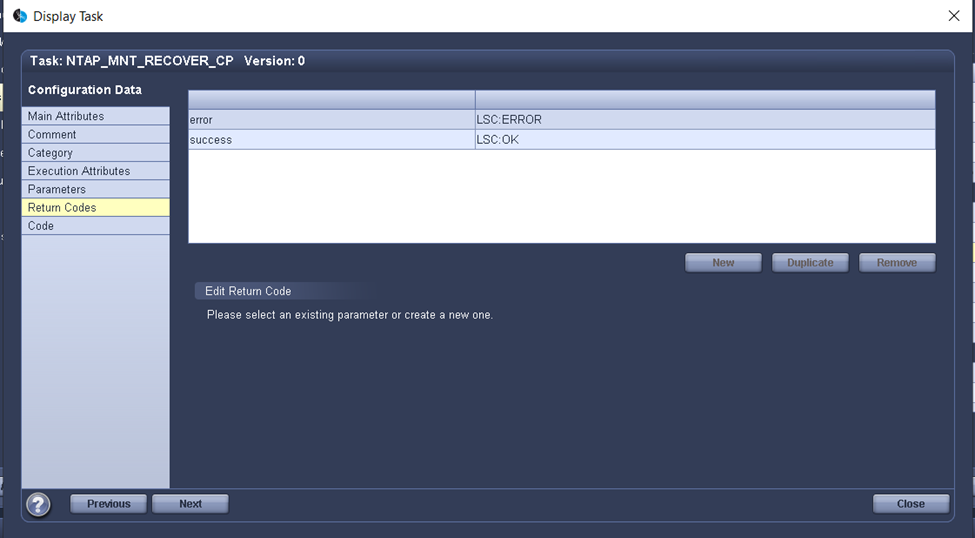 Display Task
Task: NTAP_MNT_RECOVER_CP Version: 0
Configuration Data
Main Attributes
Comment
Category
Execution Attributes
Parameters
Return Codes
Code
error LSC:ERROR
success LSC:OK
New Duplicate Remove
Edit Return Code
Please select an existing parameter or create a new one.
? Previous Next Close